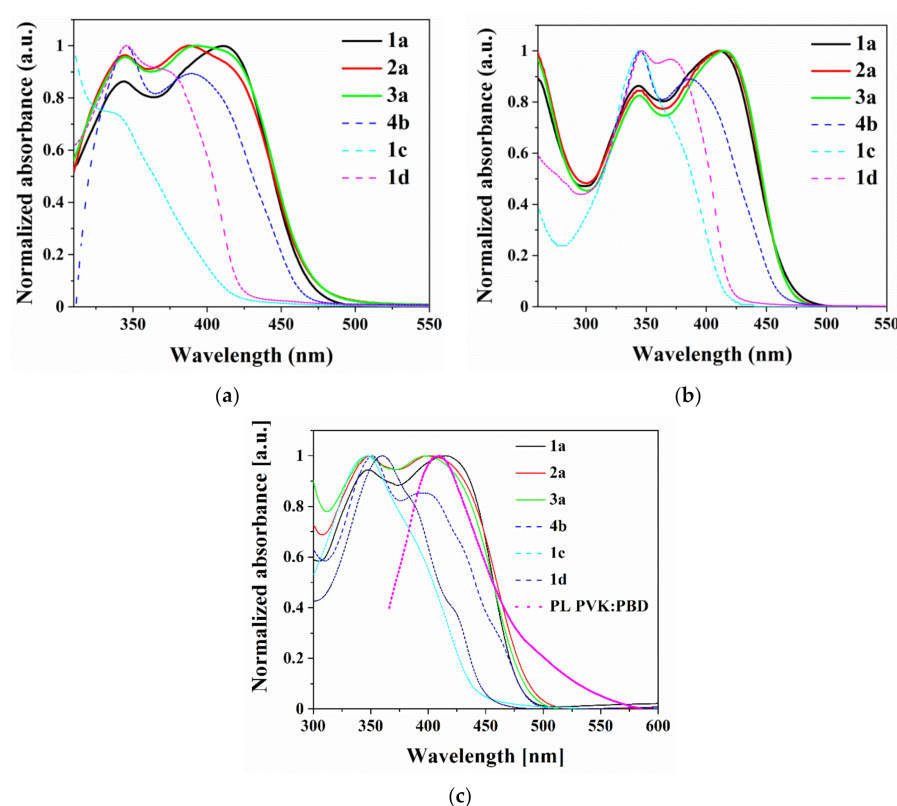 Normalized absorbance (a.u.)
1
0.8
0.6
0.4
0.2
0
350
400
450
500
550
Wavelength (nm)
1a
2a
3a
4b
1c
1d
(a)
Normalized absorbance (a.u.)
1
0.8
0.6
0.4
0.2
0
300
350
400
450
500
550
Wavelength (nm)
1a
2a
3a
4b
1c
1d
(b)
Normalized absorbance [a.u.]
1
0.8
0.6
0.4
0.2
0
300
350
400
450
500
550
600
Wavelength [nm]
1a
2a
3a
4b
1c
1d
PL PVK:PBD
(c)